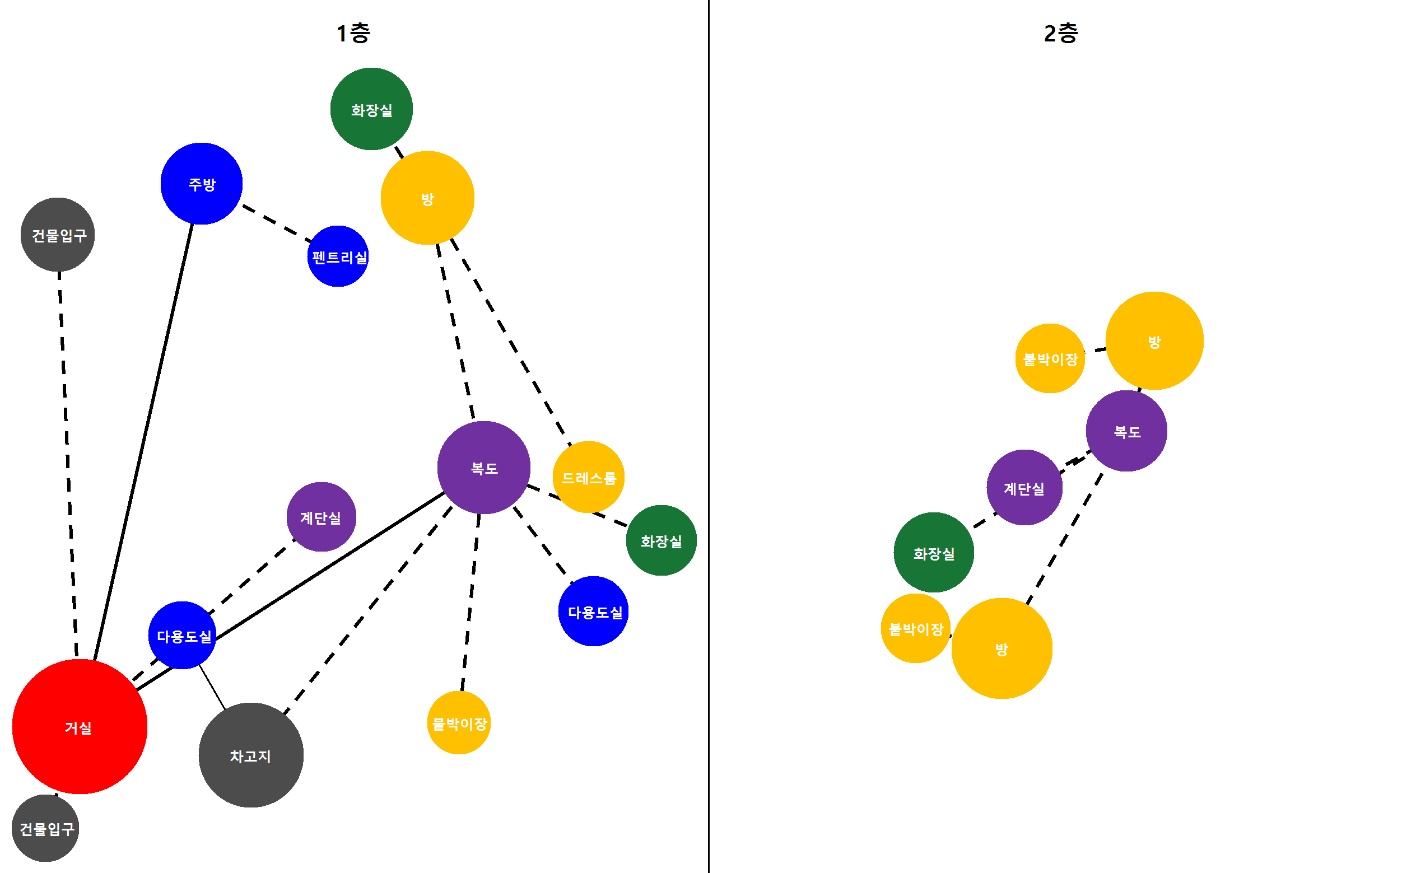 1층
화장실
주방
방
건물입구
펜트리실
복도
드레스룸
계단실
화장실
다용도실
다용도실
붙박이장
거실
차고지
건물입구
2층
방
붙박이장
복도
계단실
화장실
붙박이장
방